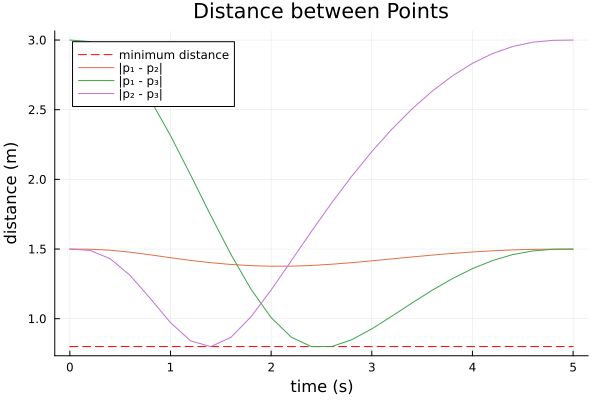 Distance between Points
minimum distance
|p₁ - p₂|
|p₁ - p₃|
|p₂ - p₃|
distance (m)
3.0
2.5
2.0
1.5
1.0
0 1 2 3 4 5
time (s)